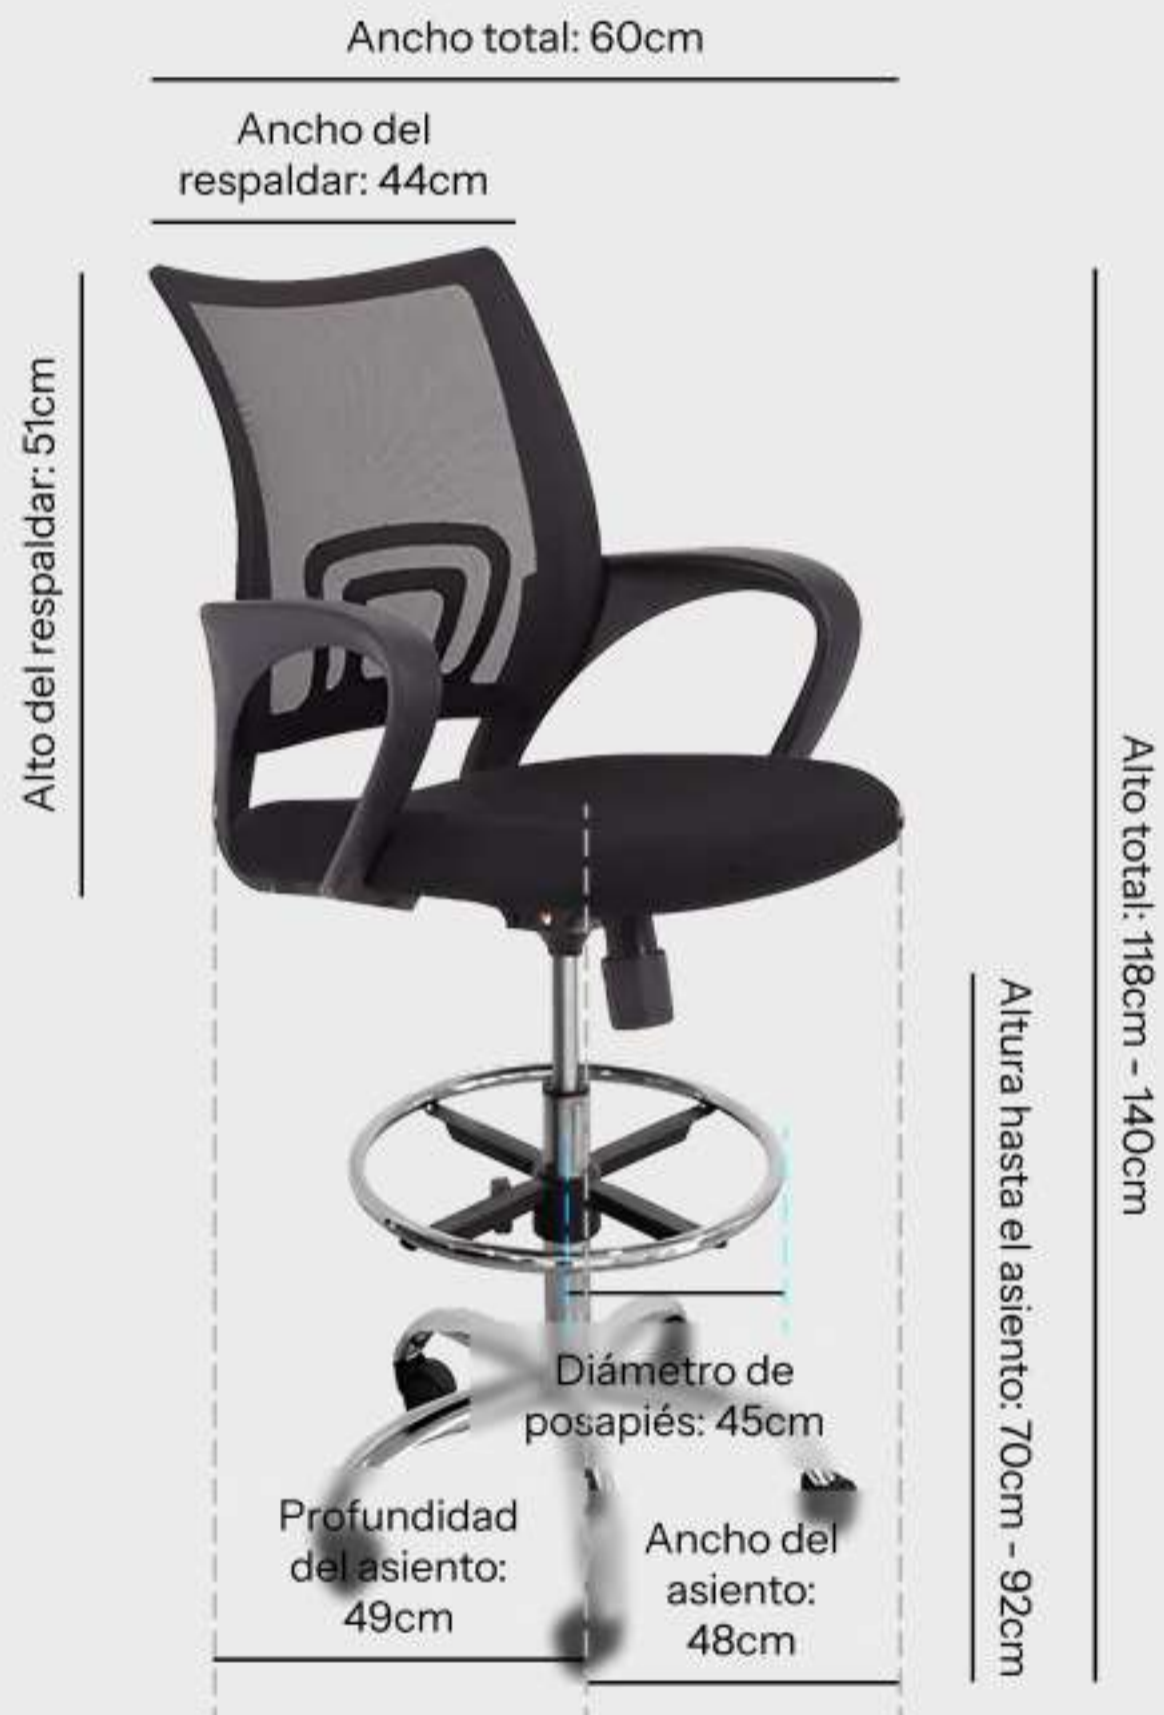 Ancho total: 60cm
Ancho del
respaldar: 44cm
Alto del respaldar: 51cm
Alto total: 118cm - 140cm
Altura hasta el asiento: 70cm - 92cm
Diámetro de
posapiés: 45cm
Profundidad
del asiento:
49cm
Ancho del
asiento:
48cm